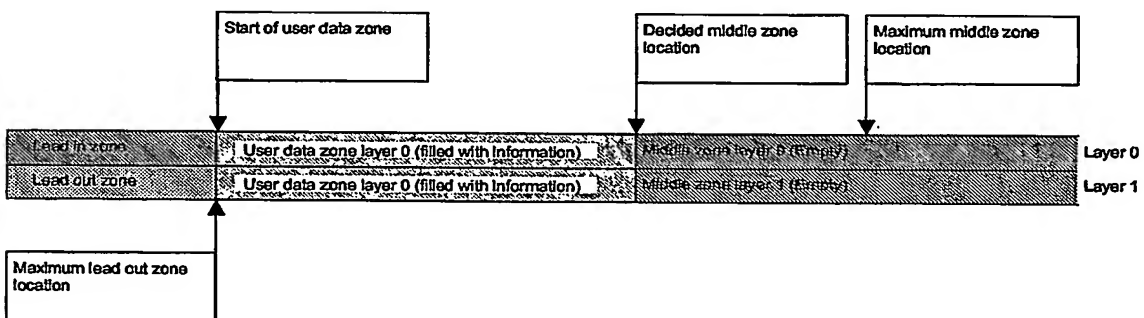 Start of user data zone
Decided middle zone
location
Maximum middle zone
location
Lead in zone
User data zone layer 0 (filled with Information)
Middle zone layer 0 (Empty)
Layer 0
Lead out zone
User data zone layer 0 (filled with Information)
Middle zone layer 1 (Empty)
Layer 1
Maximum lead out zone
location